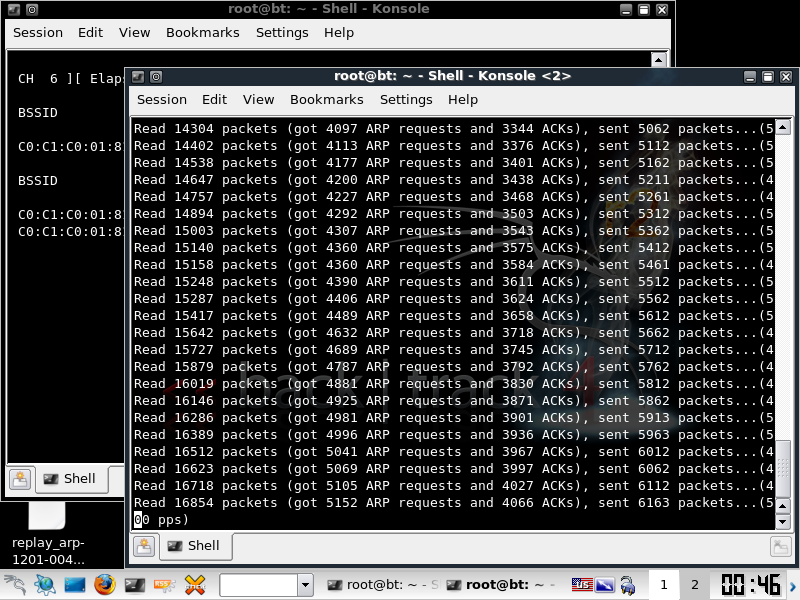 root@bt: ~ - Shell - Konsole
Session Edit View Bookmarks Settings Help
CH 6 ][ Elaps
BSSID
C0:C1:C0:01:8
BSSID
C0:C1:C0:01:8
C0:C1:C0:01:8
Shell
root@bt: ~ - Shell - Konsole <2>
Session Edit View Bookmarks Settings Help
Read 14304 packets (got 4097 ARP requests and 3344 ACKs), sent 5062 packets...(5
Read 14402 packets (got 4113 ARP requests and 3376 ACKs), sent 5112 packets...(5
Read 14538 packets (got 4177 ARP requests and 3401 ACKs), sent 5162 packets...(5
Read 14647 packets (got 4200 ARP requests and 3438 ACKs), sent 5211 packets...(4
Read 14757 packets (got 4227 ARP requests and 3468 ACKs), sent 5261 packets...(4
Read 14894 packets (got 4292 ARP requests and 3503 ACKs), sent 5312 packets...(5
Read 15003 packets (got 4307 ARP requests and 3543 ACKs), sent 5362 packets...(5
Read 15140 packets (got 4360 ARP requests and 3575 ACKs), sent 5412 packets...(5
Read 15158 packets (got 4360 ARP requests and 3584 ACKs), sent 5461 packets...(4
Read 15248 packets (got 4390 ARP requests and 3611 ACKs), sent 5512 packets...(5
Read 15287 packets (got 4406 ARP requests and 3624 ACKs), sent 5562 packets...(5
Read 15417 packets (got 4489 ARP requests and 3658 ACKs), sent 5612 packets...(5
Read 15642 packets (got 4632 ARP requests and 3718 ACKs), sent 5662 packets...(4
Read 15727 packets (got 4689 ARP requests and 3745 ACKs), sent 5712 packets...(4
Read 15879 packets (got 4787 ARP requests and 3792 ACKs), sent 5762 packets...(4
Read 16019 packets (got 4881 ARP requests and 3830 ACKs), sent 5812 packets...(4
Read 16146 packets (got 4925 ARP requests and 3871 ACKs), sent 5862 packets...(4
Read 16286 packets (got 4981 ARP requests and 3901 ACKs), sent 5913 packets...(5
Read 16389 packets (got 4996 ARP requests and 3936 ACKs), sent 5963 packets...(5
Read 16512 packets (got 5041 ARP requests and 3967 ACKs), sent 6012 packets...(4
Read 16623 packets (got 5069 ARP requests and 3997 ACKs), sent 6062 packets...(4
Read 16718 packets (got 5105 ARP requests and 4027 ACKs), sent 6112 packets...(4
Read 16854 packets (got 5152 ARP requests and 4066 ACKs), sent 6163 packets...(5
00 pps)
back | track
Shell
replay_arp-
1201-004...
root@bt: ~ - S root@bt: ~ - 1 2 00:46